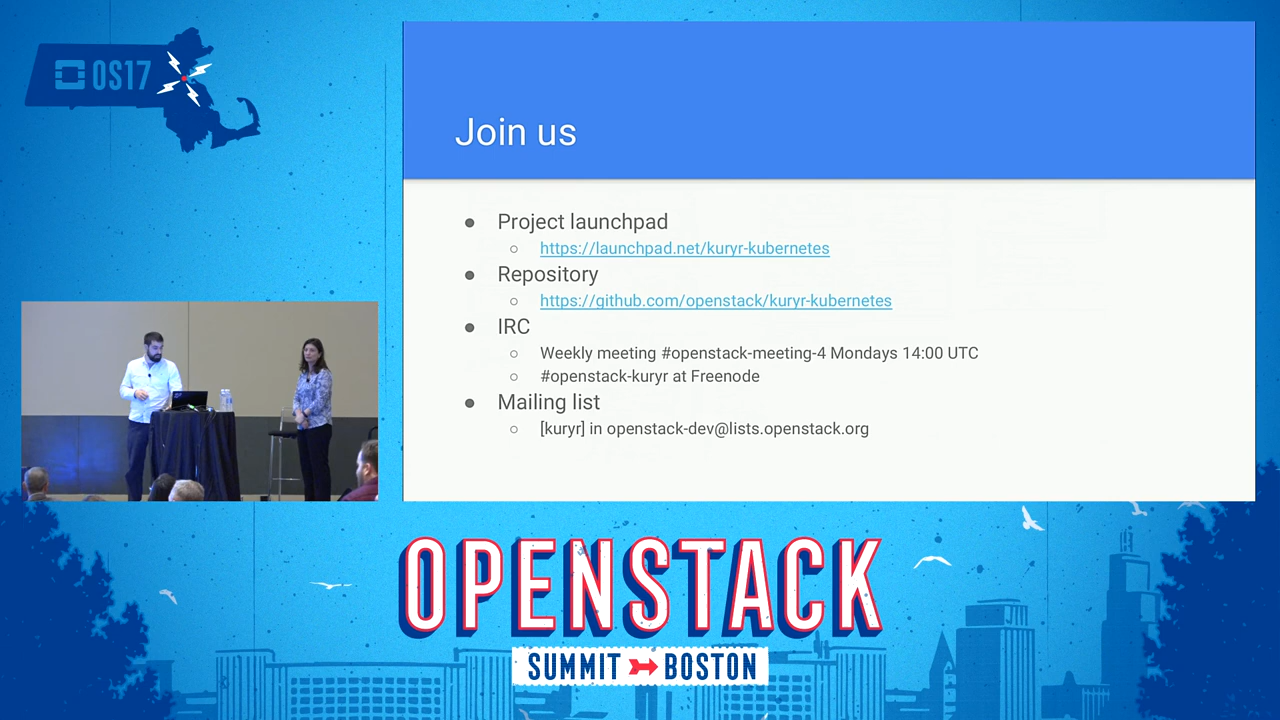 OS17
Join us
Project launchpad
https://launchpad.net/kuryr-kubernetes
Repository
https://github.com/openstack/kuryr-kubernetes
IRC
Weekly meeting #openstack-meeting-4 Mondays 14:00 UTC
#openstack-kuryr at Freenode
Mailing list
[kuryr] in openstack-dev@lists.openstack.org
OPENSTACK
SUMMIT BOSTON